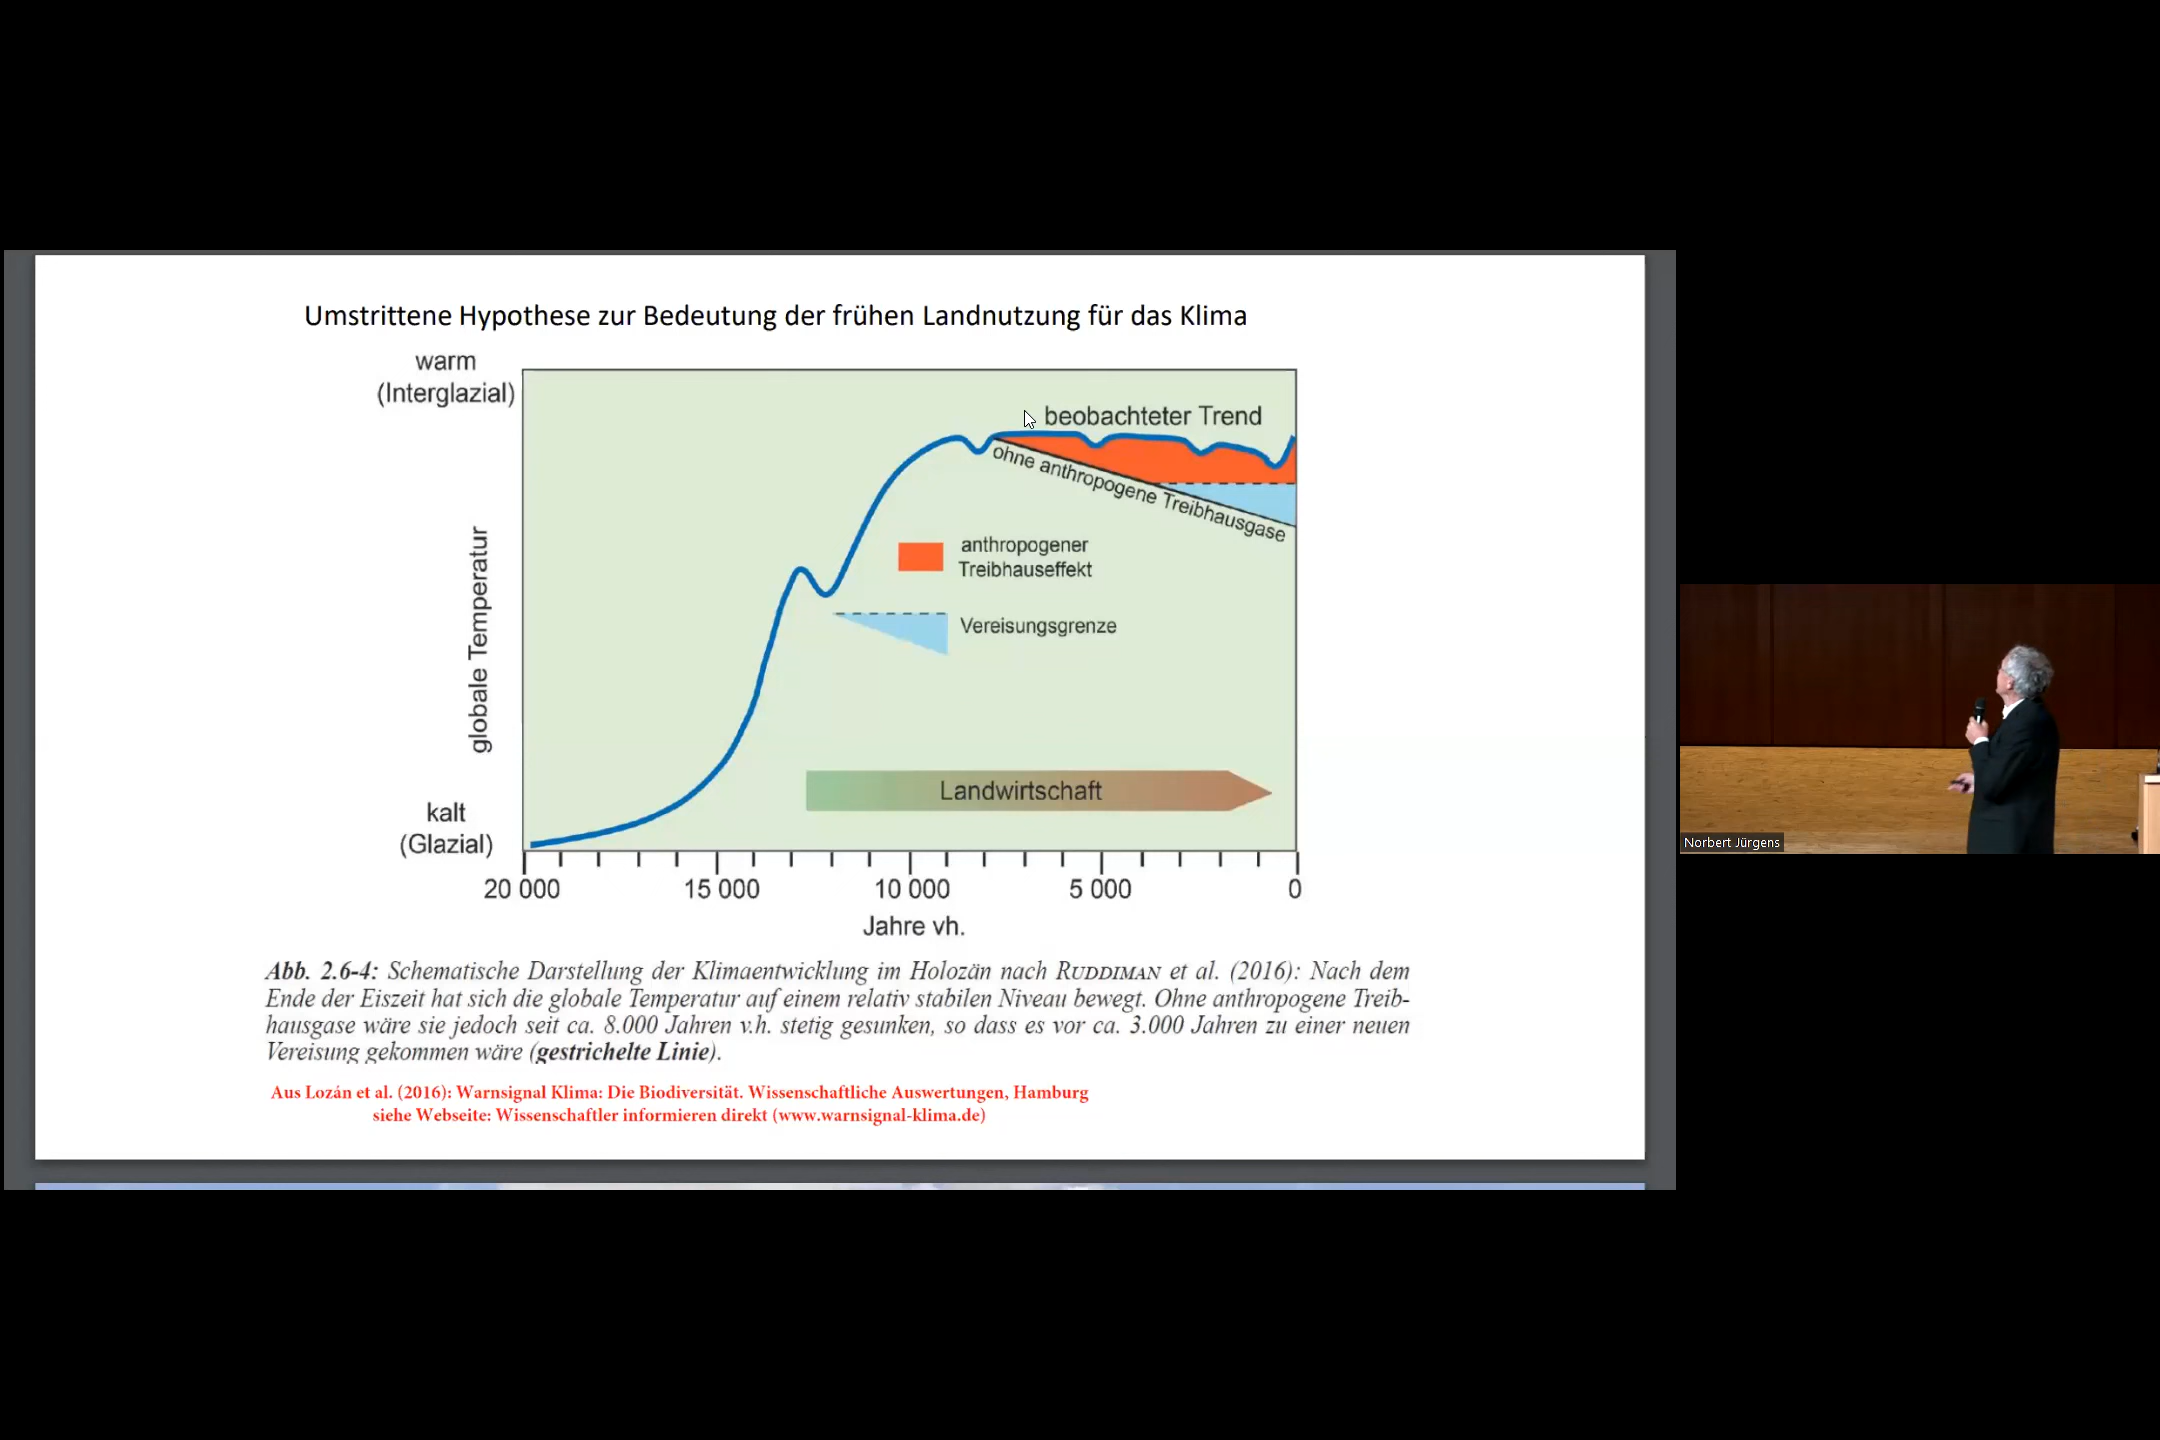 Umstrittene Hypothese zur Bedeutung der frühen Landnutzung für das Klima
warm
(Interglazial)
beobachteter Trend
ohne anthropogene Treibhausgase
anthropogener
Treibhauseffekt
globale Temperatur
Vereisungsgrenze
Landwirtschaft
kalt
(Glazial)
20 000 15 000 10 000 5 000 0
Jahre vh.
Abb. 2.6-4: Schematische Darstellung der Klimaentwicklung im Holozän nach RUDDIMAN et al. (2016): Nach dem
Ende der Eiszeit hat sich die globale Temperatur auf einem relativ stabilen Niveau bewegt. Ohne anthropogene Treib-
hausgase wäre sie jedoch seit ca. 8.000 Jahren v.h. stetig gesunken, so dass es vor ca. 3.000 Jahren zu einer neuen
Vereisung gekommen wäre (gestrichelte Linie).
Aus Lozán et al. (2016): Warnsignal Klima: Die Biodiversität. Wissenschaftliche Auswertungen, Hamburg
siehe Webseite: Wissenschaftler informieren direkt (www.warnsignal-klima.de)
Norbert Jürgens